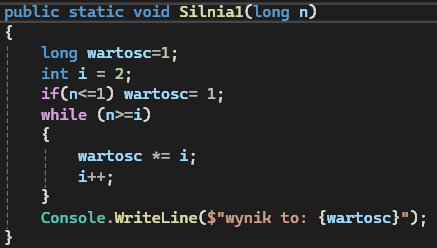 public static void Silnia1(long n)
{
    long wartosc=1;
    int i = 2;
    if(n<=1) wartosc= 1;
    while (n>=i)
    {
        wartosc *= i;
        i++;
    }
    Console.WriteLine($"wynik to: {wartosc}");
}